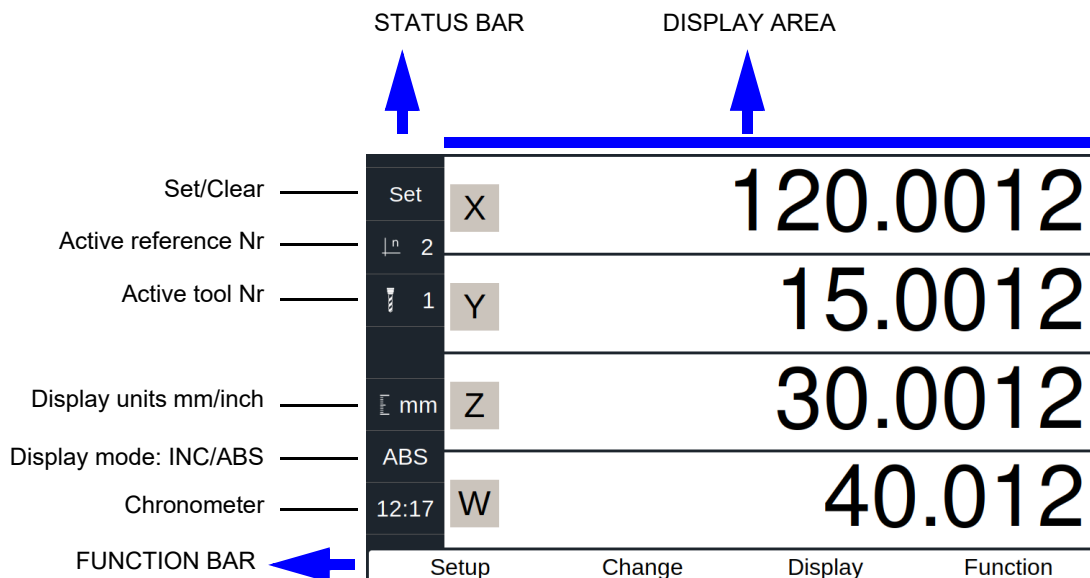 STATUS BAR
DISPLAY AREA
Set/Clear
Set
X
120.0012
Active reference Nr
n 2
Active tool Nr
1
Y
15.0012
Display units mm/inch
mm
Z
30.0012
Display mode: INC/ABS
ABS
Chronometer
12:17
W
40.012
FUNCTION BAR
Setup
Change
Display
Function